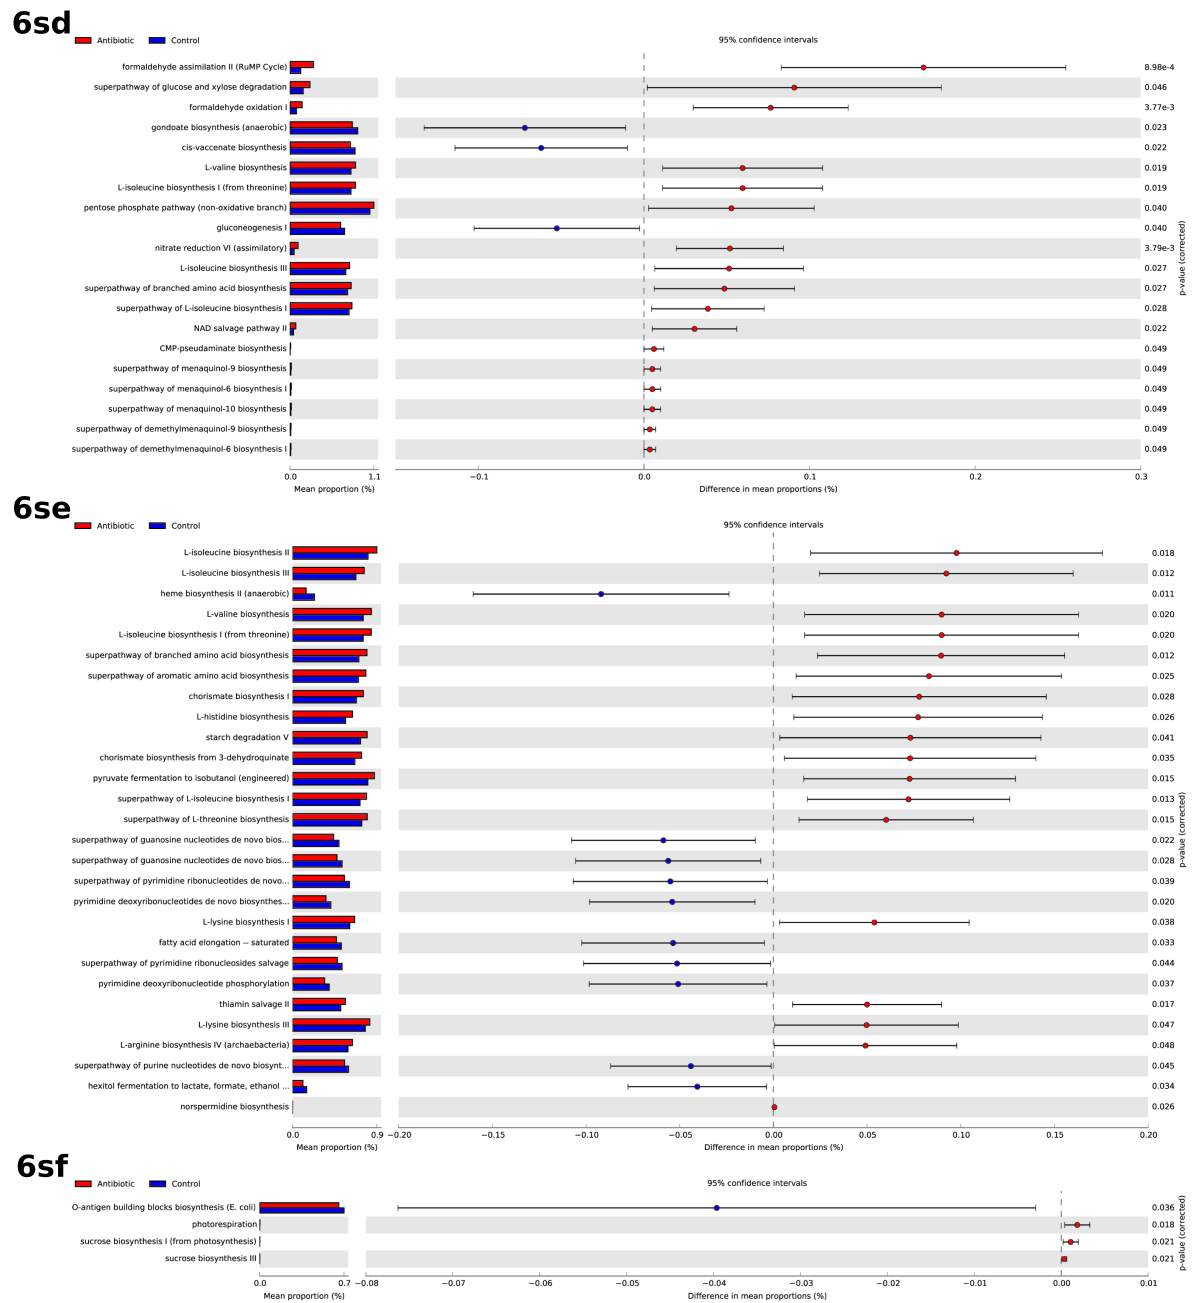 6sd
Antibiotic Control 95% confidence intervals
formaldehyde assimilation II (RuMP Cycle) 8.98e-4
superpathway of glucose and xylose degradation 0.046
formaldehyde oxidation I 3.77e-3
gondoate biosynthesis (anaerobic) 0.023
cis-vaccenate biosynthesis 0.022
L-valine biosynthesis 0.019
L-isoleucine biosynthesis I (from threonine) 0.019
pentose phosphate pathway (non-oxidative branch) 0.040
gluconeogenesis I 0.040
nitrate reduction VI (assimilatory) 3.79e-3
L-isoleucine biosynthesis III 0.027
superpathway of branched amino acid biosynthesis 0.027
superpathway of L-isoleucine biosynthesis I 0.028
NAD salvage pathway II 0.022
CMP-pseudaminate biosynthesis 0.049
superpathway of menaquinol-9 biosynthesis 0.049
superpathway of menaquinol-6 biosynthesis I 0.049
superpathway of menaquinol-10 biosynthesis 0.049
superpathway of demethylmenaquinol-9 biosynthesis 0.049
superpathway of demethylmenaquinol-6 biosynthesis I 0.049
p-value (corrected)
0.0 1.1 −0.1 0.0 0.1 0.2 0.3
Mean proportion (%) Difference in mean proportions (%)
6se
Antibiotic Control 95% confidence intervals
L-isoleucine biosynthesis II 0.018
L-isoleucine biosynthesis III 0.012
heme biosynthesis II (anaerobic) 0.011
L-valine biosynthesis 0.020
L-isoleucine biosynthesis I (from threonine) 0.020
superpathway of branched amino acid biosynthesis 0.012
superpathway of aromatic amino acid biosynthesis 0.025
chorismate biosynthesis I 0.028
L-histidine biosynthesis 0.026
starch degradation V 0.041
chorismate biosynthesis from 3-dehydroquinate 0.035
pyruvate fermentation to isobutanol (engineered) 0.015
superpathway of L-isoleucine biosynthesis I 0.013
superpathway of L-threonine biosynthesis 0.015
superpathway of guanosine nucleotides de novo bios... 0.022
superpathway of guanosine nucleotides de novo bios... 0.028
superpathway of pyrimidine ribonucleotides de novo... 0.039
pyrimidine deoxyribonucleotides de novo biosynthes... 0.020
L-lysine biosynthesis I 0.038
fatty acid elongation -- saturated 0.033
superpathway of pyrimidine ribonucleosides salvage 0.044
pyrimidine deoxyribonucleotide phosphorylation 0.037
thiamin salvage II 0.017
L-lysine biosynthesis III 0.047
L-arginine biosynthesis IV (archaebacteria) 0.048
superpathway of purine nucleotides de novo biosynt... 0.045
hexitol fermentation to lactate, formate, ethanol ... 0.034
norspermidine biosynthesis 0.026
p-value (corrected)
0.0 0.9 −0.20 −0.15 −0.10 −0.05 0.00 0.05 0.10 0.15 0.20
Mean proportion (%) Difference in mean proportions (%)
6sf
Antibiotic Control 95% confidence intervals
O-antigen building blocks biosynthesis (E. coli) 0.036
photorespiration 0.018
sucrose biosynthesis I (from photosynthesis) 0.021
sucrose biosynthesis III 0.021
p-value (corrected)
0.0 0.7 −0.08 −0.07 −0.06 −0.05 −0.04 −0.03 −0.02 −0.01 0.00 0.01
Mean proportion (%) Difference in mean proportions (%)